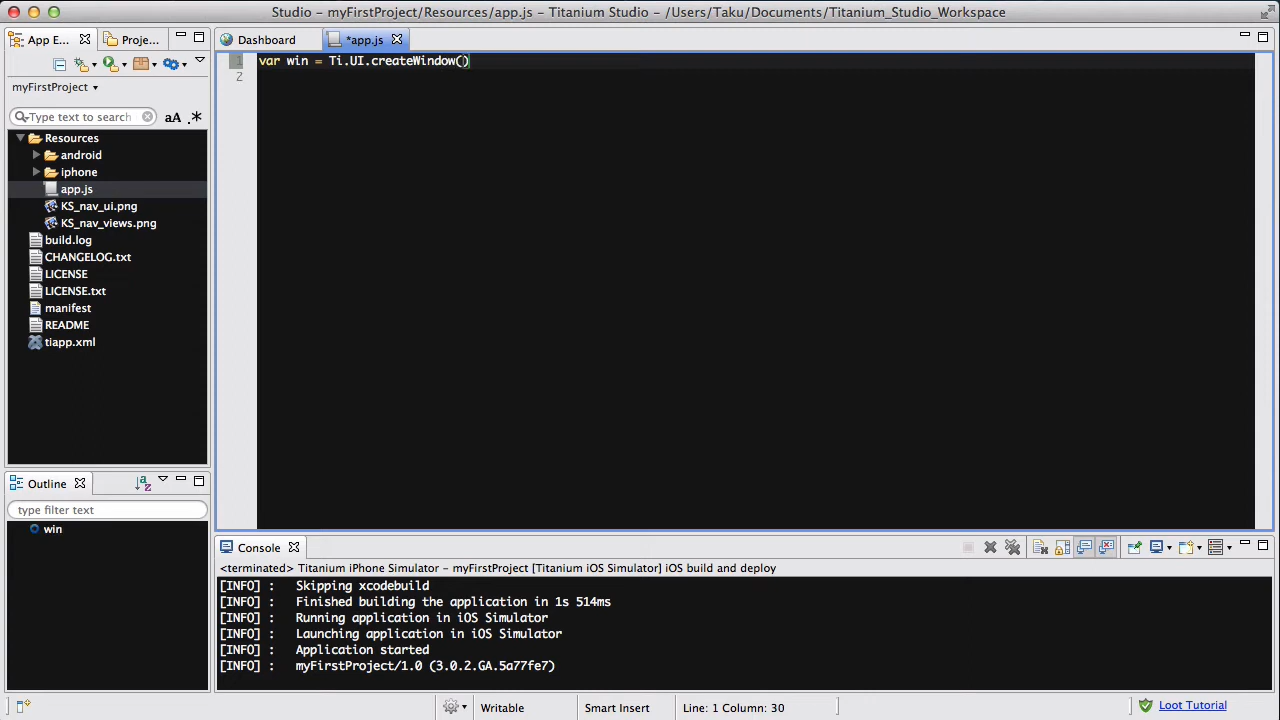 Studio – myFirstProject/Resources/app.js – Titanium Studio – /Users/Taku/Documents/Titanium_Studio_Workspace
App E...
Proje...
Dashboard
*app.js
myFirstProject
Type text to search
aA .*
Resources
android
iphone
app.js
KS_nav_ui.png
KS_nav_views.png
build.log
CHANGELOG.txt
LICENSE
LICENSE.txt
manifest
README
tiapp.xml
1 var win = Ti.UI.createWindow()
2
Outline
type filter text
win
Console
<terminated> Titanium iPhone Simulator – myFirstProject [Titanium iOS Simulator] iOS build and deploy
[INFO] : Skipping xcodebuild
[INFO] : Finished building the application in 1s 514ms
[INFO] : Running application in iOS Simulator
[INFO] : Launching application in iOS Simulator
[INFO] : Application started
[INFO] : myFirstProject/1.0 (3.0.2.GA.5a77fe7)
Writable
Smart Insert
Line: 1 Column: 30
Loot Tutorial